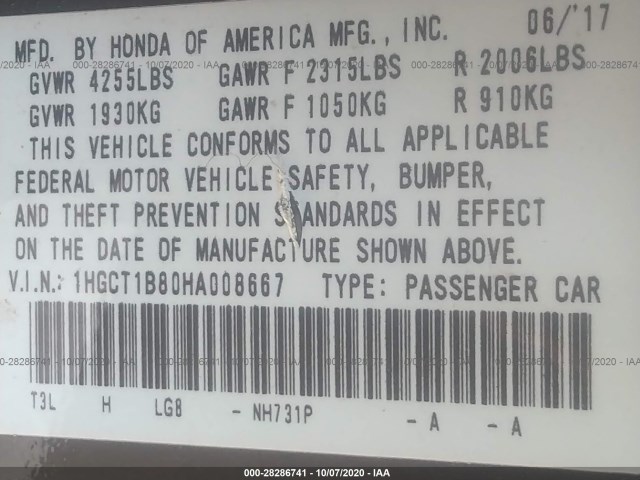 MFD. BY HONDA OF AMERICA MFG., INC. 06/'17
GVWR 4255LBS GAWR F 2315LBS R 2006LBS
GVWR 1930KG GAWR F 1050KG R 910KG
THIS VEHICLE CONFORMS TO ALL APPLICABLE
FEDERAL MOTOR VEHICLE SAFETY, BUMPER,
AND THEFT PREVENTION STANDARDS IN EFFECT
ON THE DATE OF MANUFACTURE SHOWN ABOVE.
V.I.N.: 1HGCT1B80HA008667 TYPE: PASSENGER CAR
T3L H LG8 - NH731P - A - A
000-28286741 - 10/07/2020 - IAA